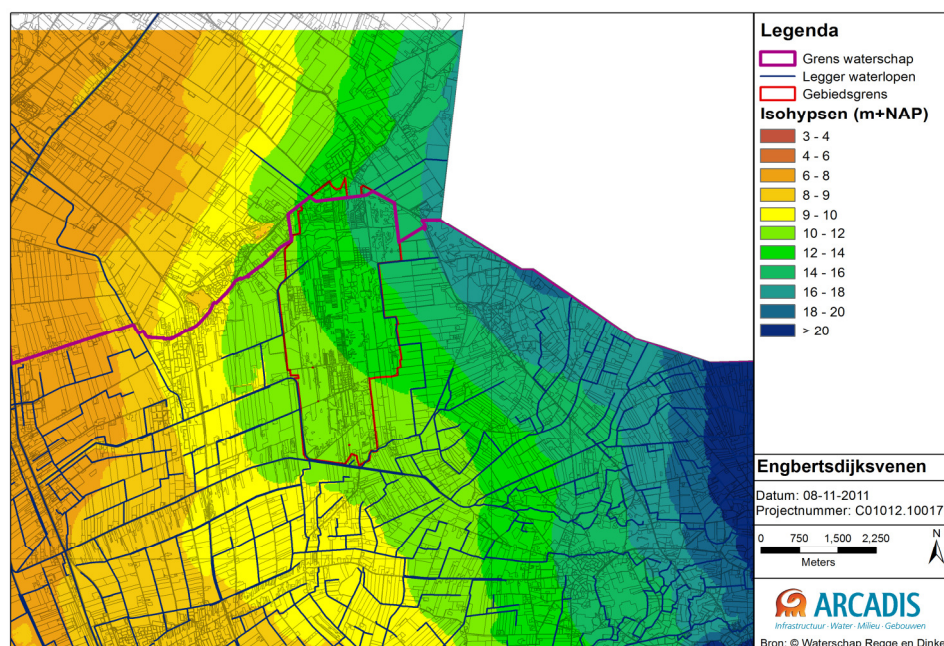 Legenda
Grens waterschap
Legger waterlopen
Gebiedsgrens
Isohypsen (m+NAP)
3 - 4
4 - 6
6 - 8
8 - 9
9 - 10
10 - 12
12 - 14
14 - 16
16 - 18
18 - 20
> 20
Engbertsdijksvenen
Datum: 08-11-2011
Projectnummer: C01012.10017
0 750 1,500 2,250
Meters
N
ARCADIS
Infrastructuur · Water · Milieu · Gebouwen
Bron: © Waterschap Regge en Dinkel